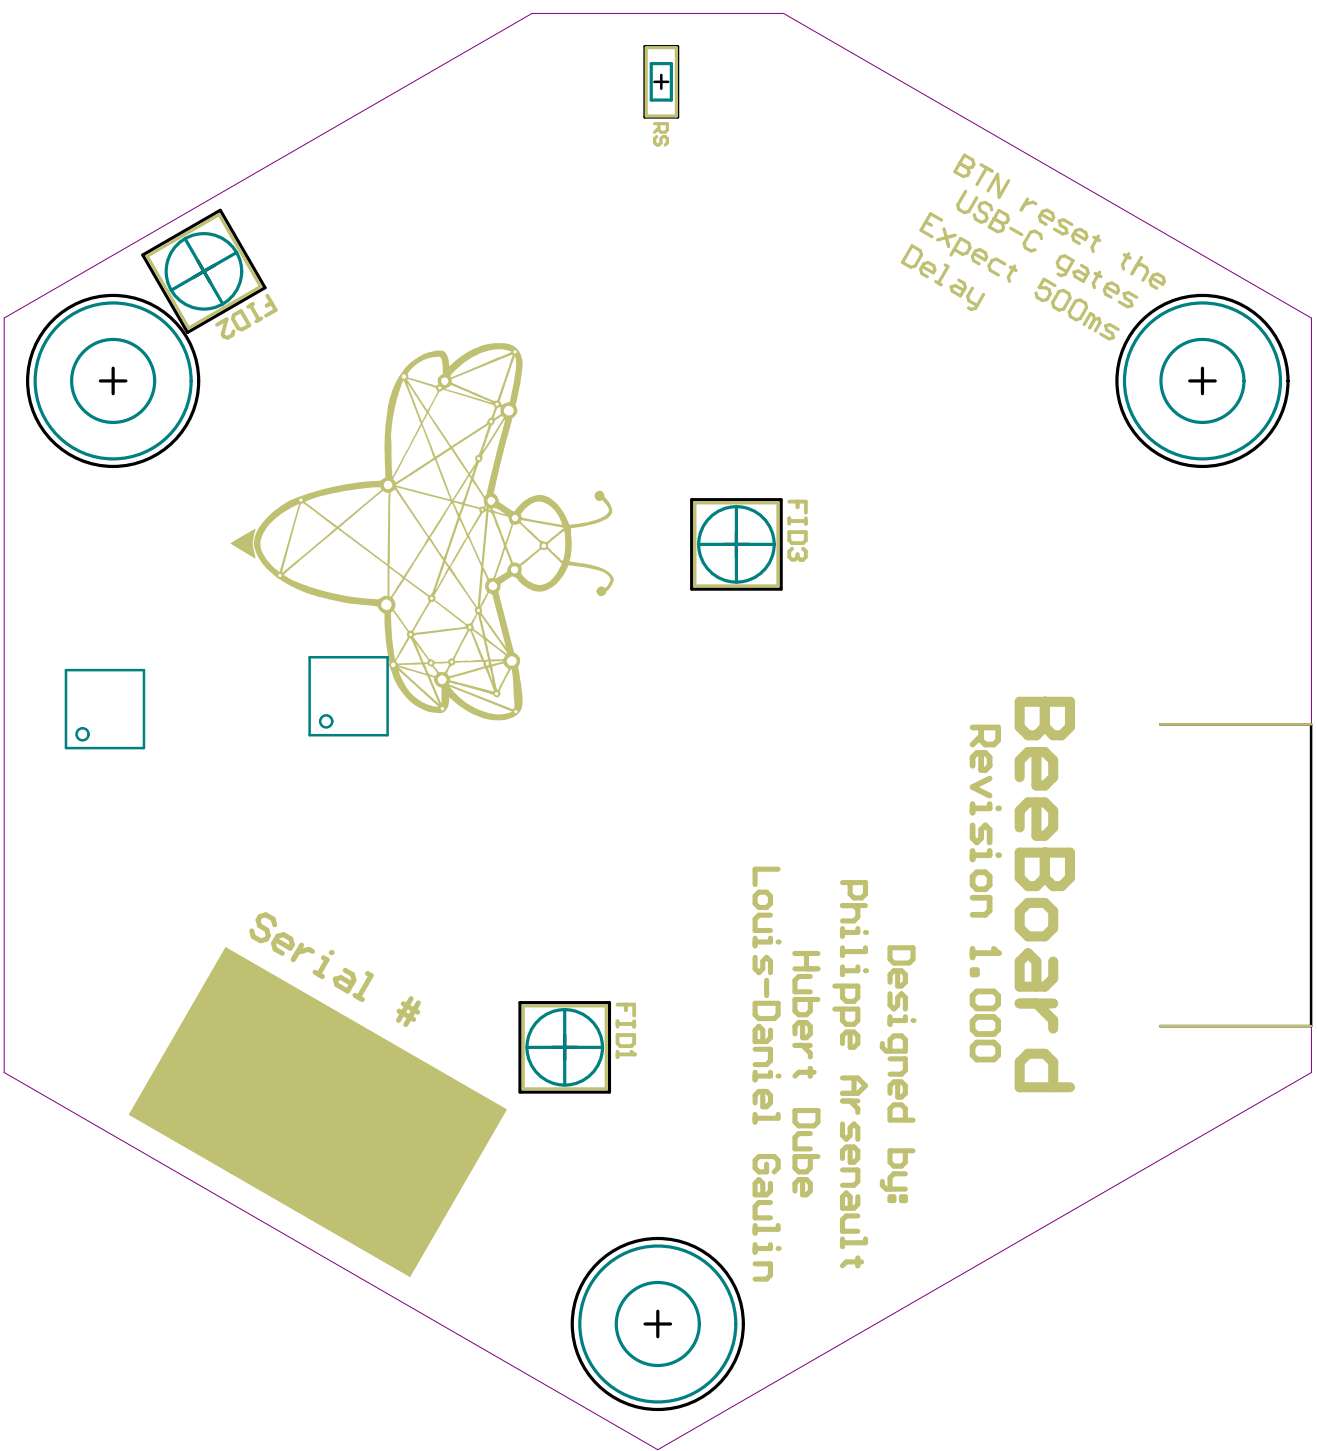 RS
BTN reset the
USB-C gates
Expect 500ms
Delay
FID2
FID3
BeeBoard
Revision 1.000
Designed by:
Philippe Arsenault
Hubert Dube
Louis-Daniel Gaulin
Serial #
FID1